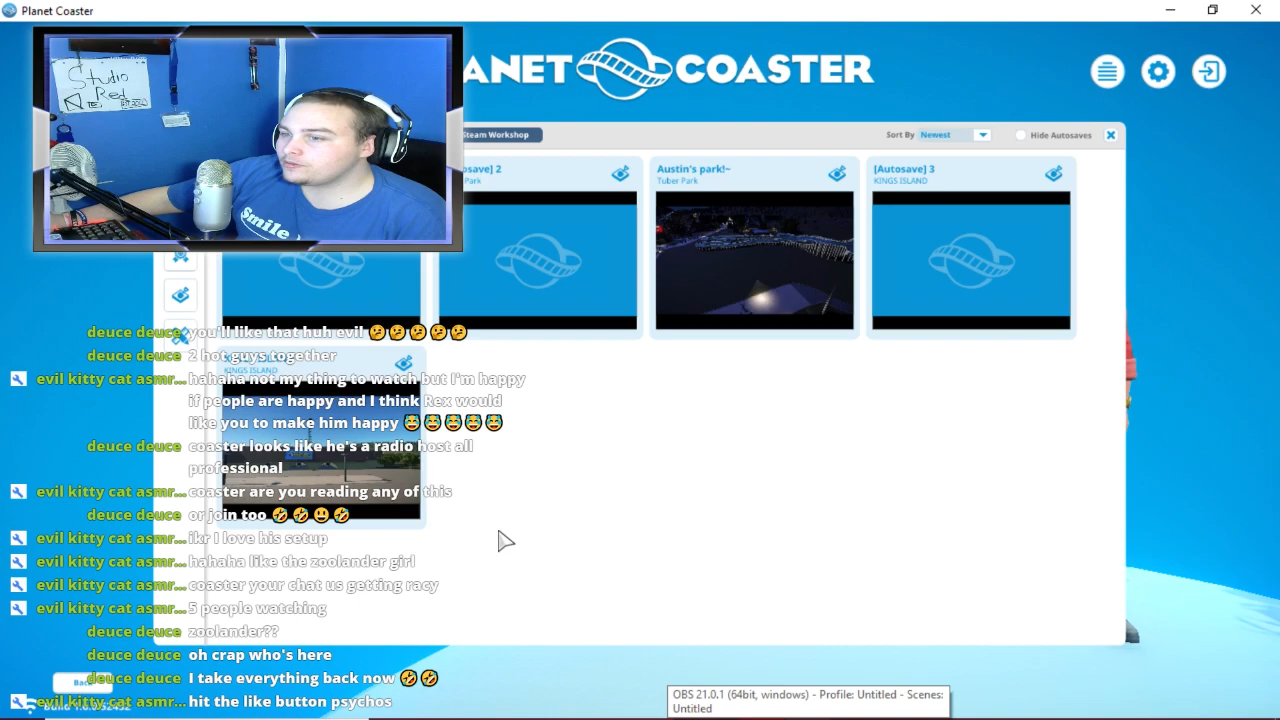 Planet Coaster
ANET COASTER
Studio
Red
Smile
Steam Workshop
Sort By Newest
Hide Autosaves
osave] 2
Park
Austin's park!~
Tuber Park
[Autosave] 3
KINGS ISLAND
KINGS ISLAND
deuce deuce you'll like that huh evil 🤔🤔🤔🤔🤔
deuce deuce 2 hot guys together
evil kitty cat asmr... hahaha not my thing to watch but I'm happy
if people are happy and I think Rex would
like you to make him happy 😅😅😅😅😅
deuce deuce coaster looks like he's a radio host all
professional
evil kitty cat asmr... coaster are you reading any of this
deuce deuce or join too 🤣🤣😃🤣
evil kitty cat asmr... ikr I love his setup
evil kitty cat asmr... hahaha like the zoolander girl
evil kitty cat asmr... coaster your chat us getting racy
evil kitty cat asmr... 5 people watching
deuce deuce zoolander??
deuce deuce oh crap who's here
deuce deuce I take everything back now 🤣🤣
evil kitty cat asmr... hit the like button psychos
OBS 21.0.1 (64bit, windows) - Profile: Untitled - Scenes:
Untitled